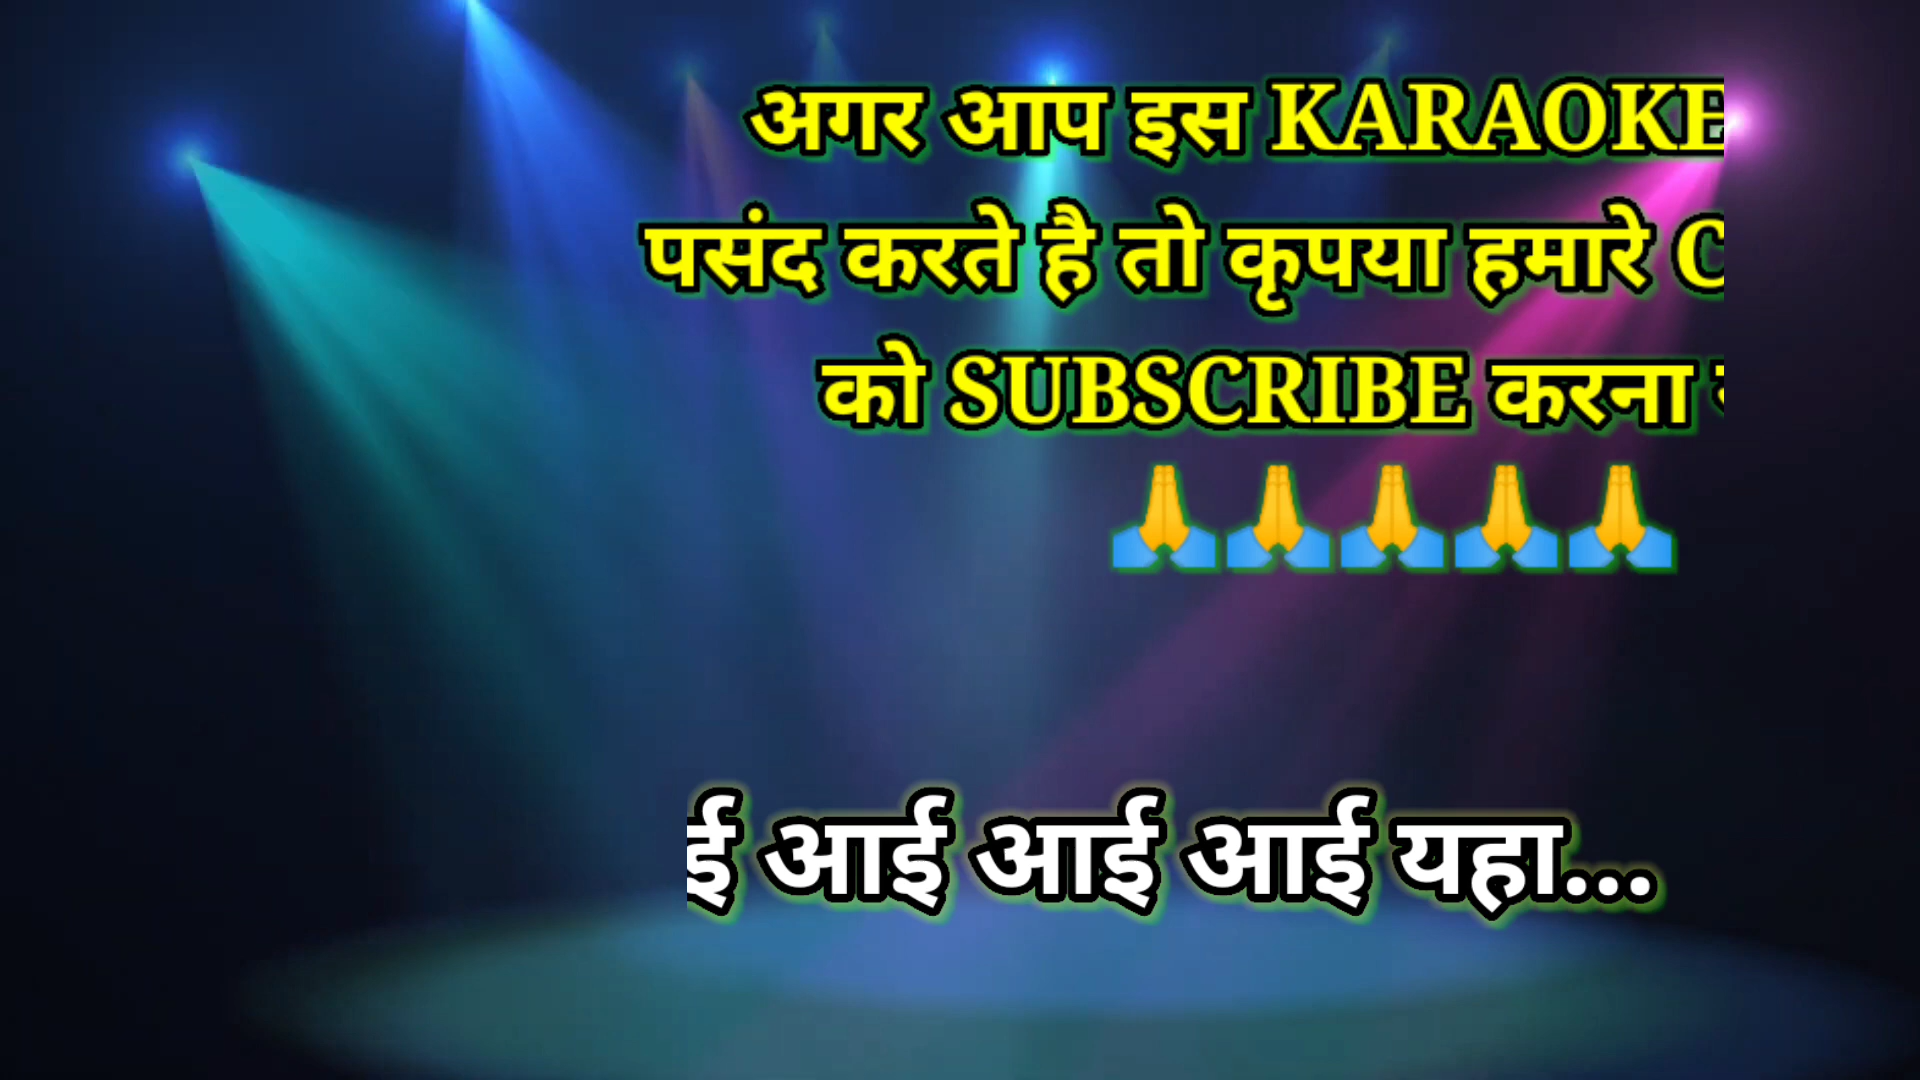 अगर आप इस KARAOKE
पसंद करते है तो कृपया हमारे
को SUBSCRIBE करना
🙏🙏🙏🙏🙏
ई आई आई आई यहा...